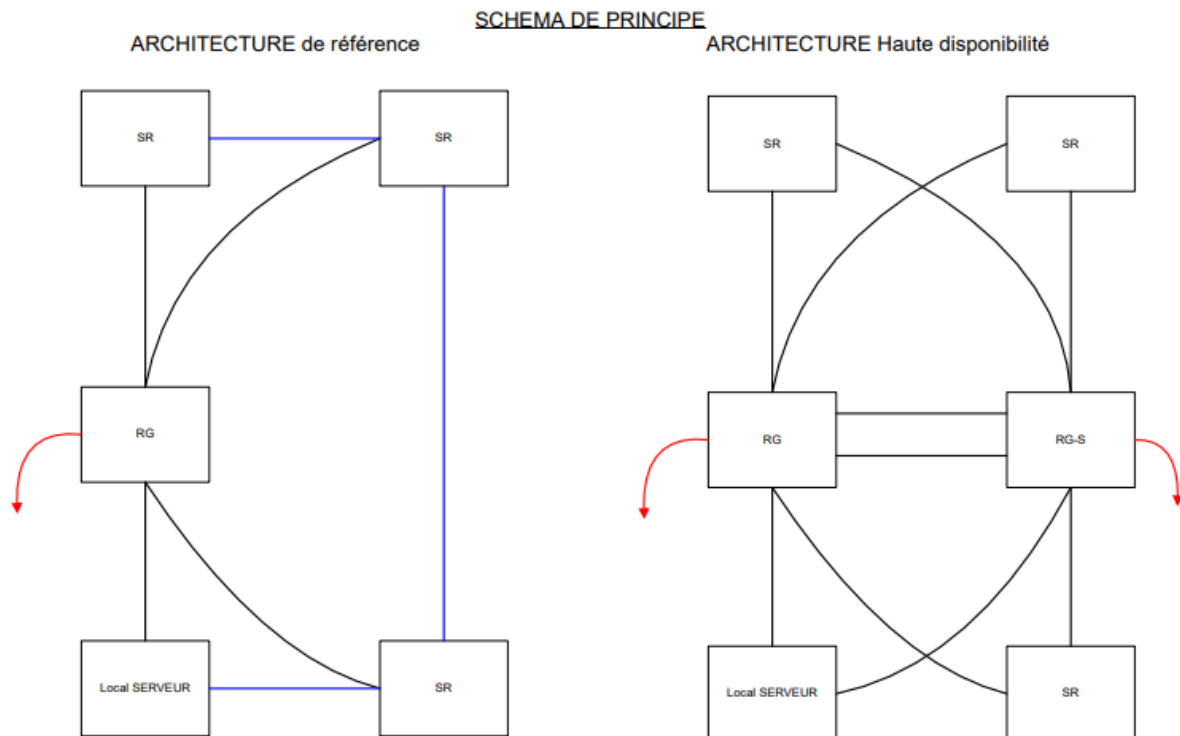 SCHEMA DE PRINCIPE
ARCHITECTURE de référence
ARCHITECTURE Haute disponibilité
SR
SR
SR
SR
RG
RG
RG-S
Local SERVEUR
SR
Local SERVEUR
SR